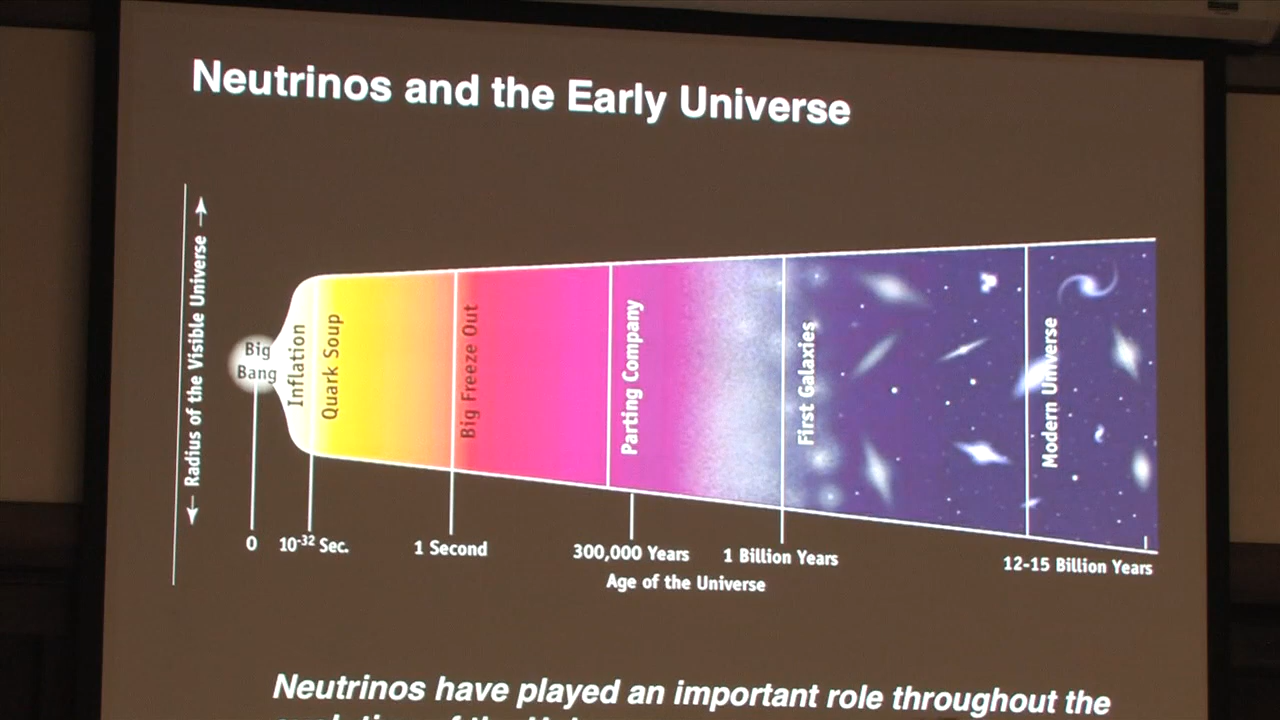 Neutrinos and the Early Universe
← Radius of the Visible Universe →
Big
Bang
Inflation
Quark Soup
Big Freeze Out
Parting Company
First Galaxies
Modern Universe
0
10-32 Sec.
1 Second
300,000 Years
1 Billion Years
12-15 Billion Years
Age of the Universe
Neutrinos have played an important role throughout the